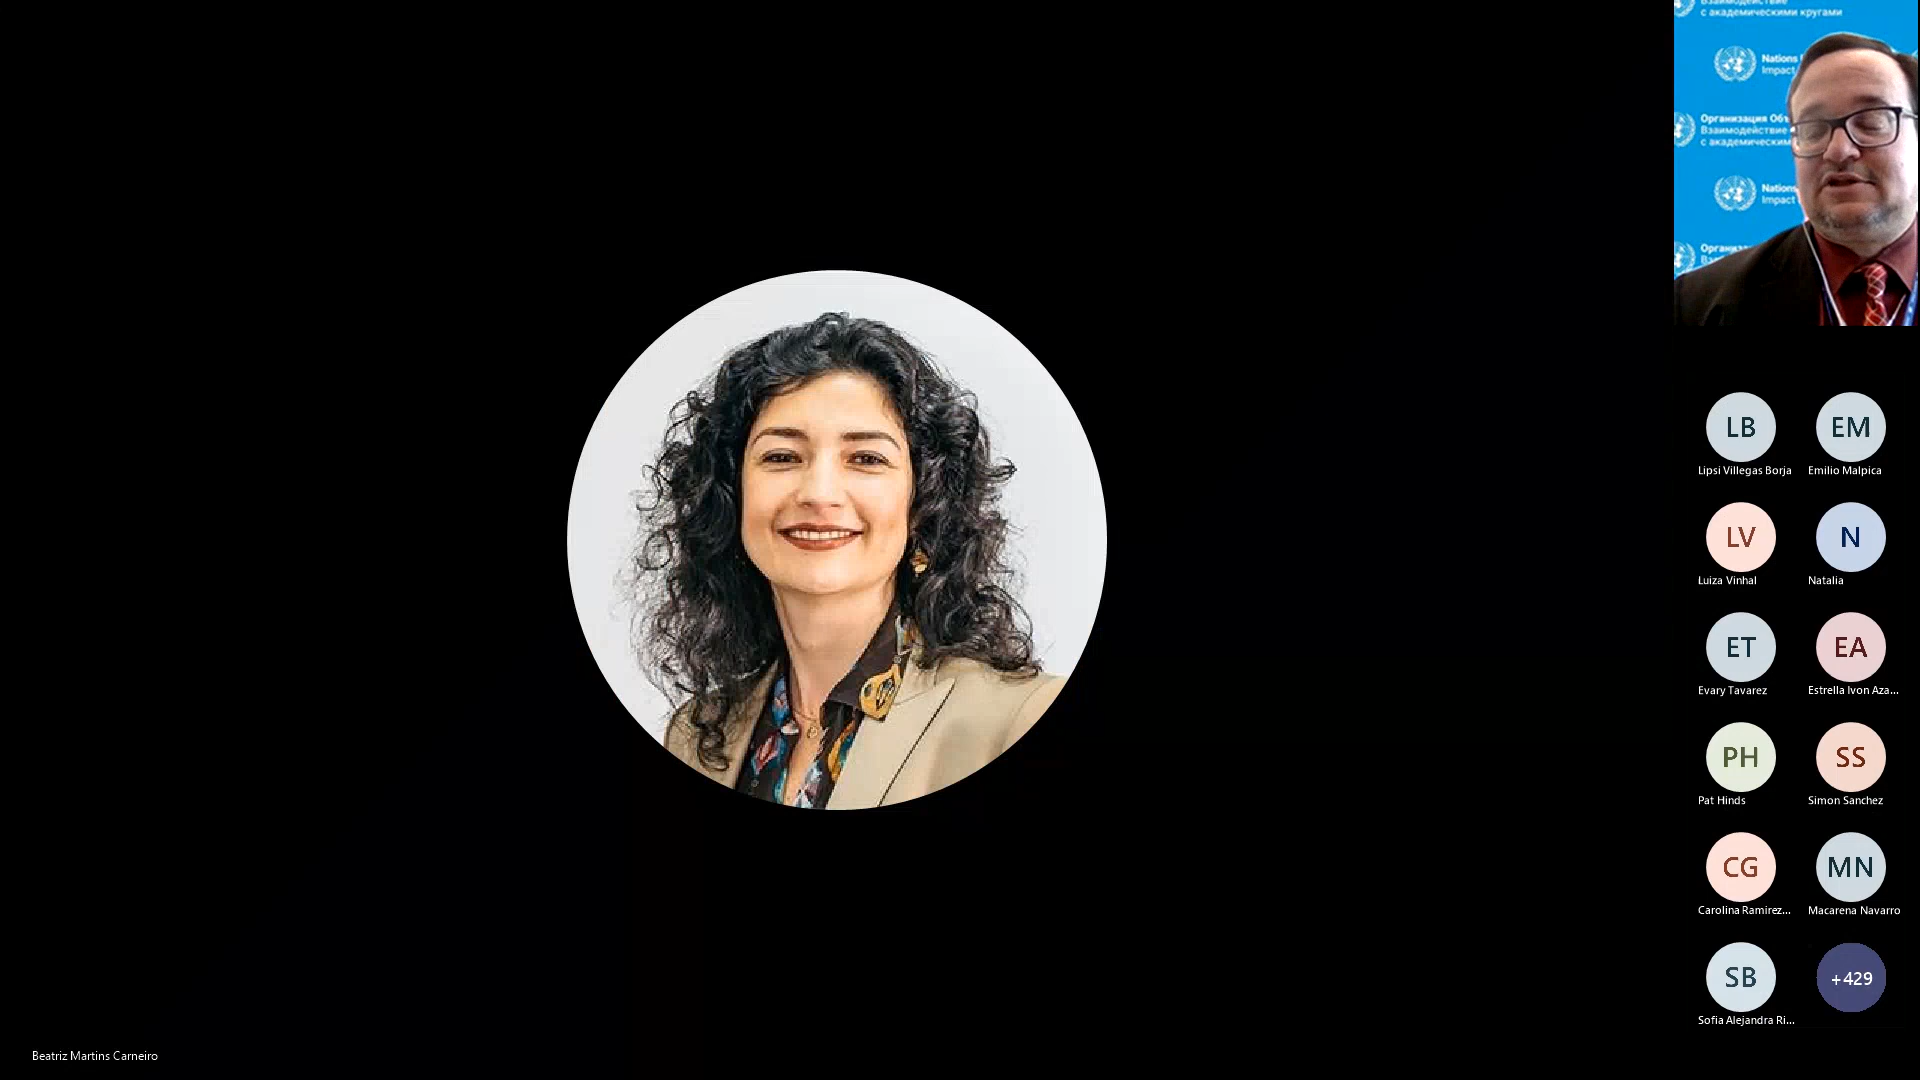 Взаимодействие
с академическими кругами
Nations
Impact
Организация Объ
Взаимодействие
с академическим
Nations
Impact
Организ
LB
EM
Lipsi Villegas Borja
Emilio Malpica
LV
N
Luiza Vinhal
Natalia
ET
EA
Evary Tavarez
Estrella Ivon Aza...
PH
SS
Pat Hinds
Simon Sanchez
CG
MN
Carolina Ramirez...
Macarena Navarro
SB
+429
Sofia Alejandra Ri...
Beatriz Martins Carneiro